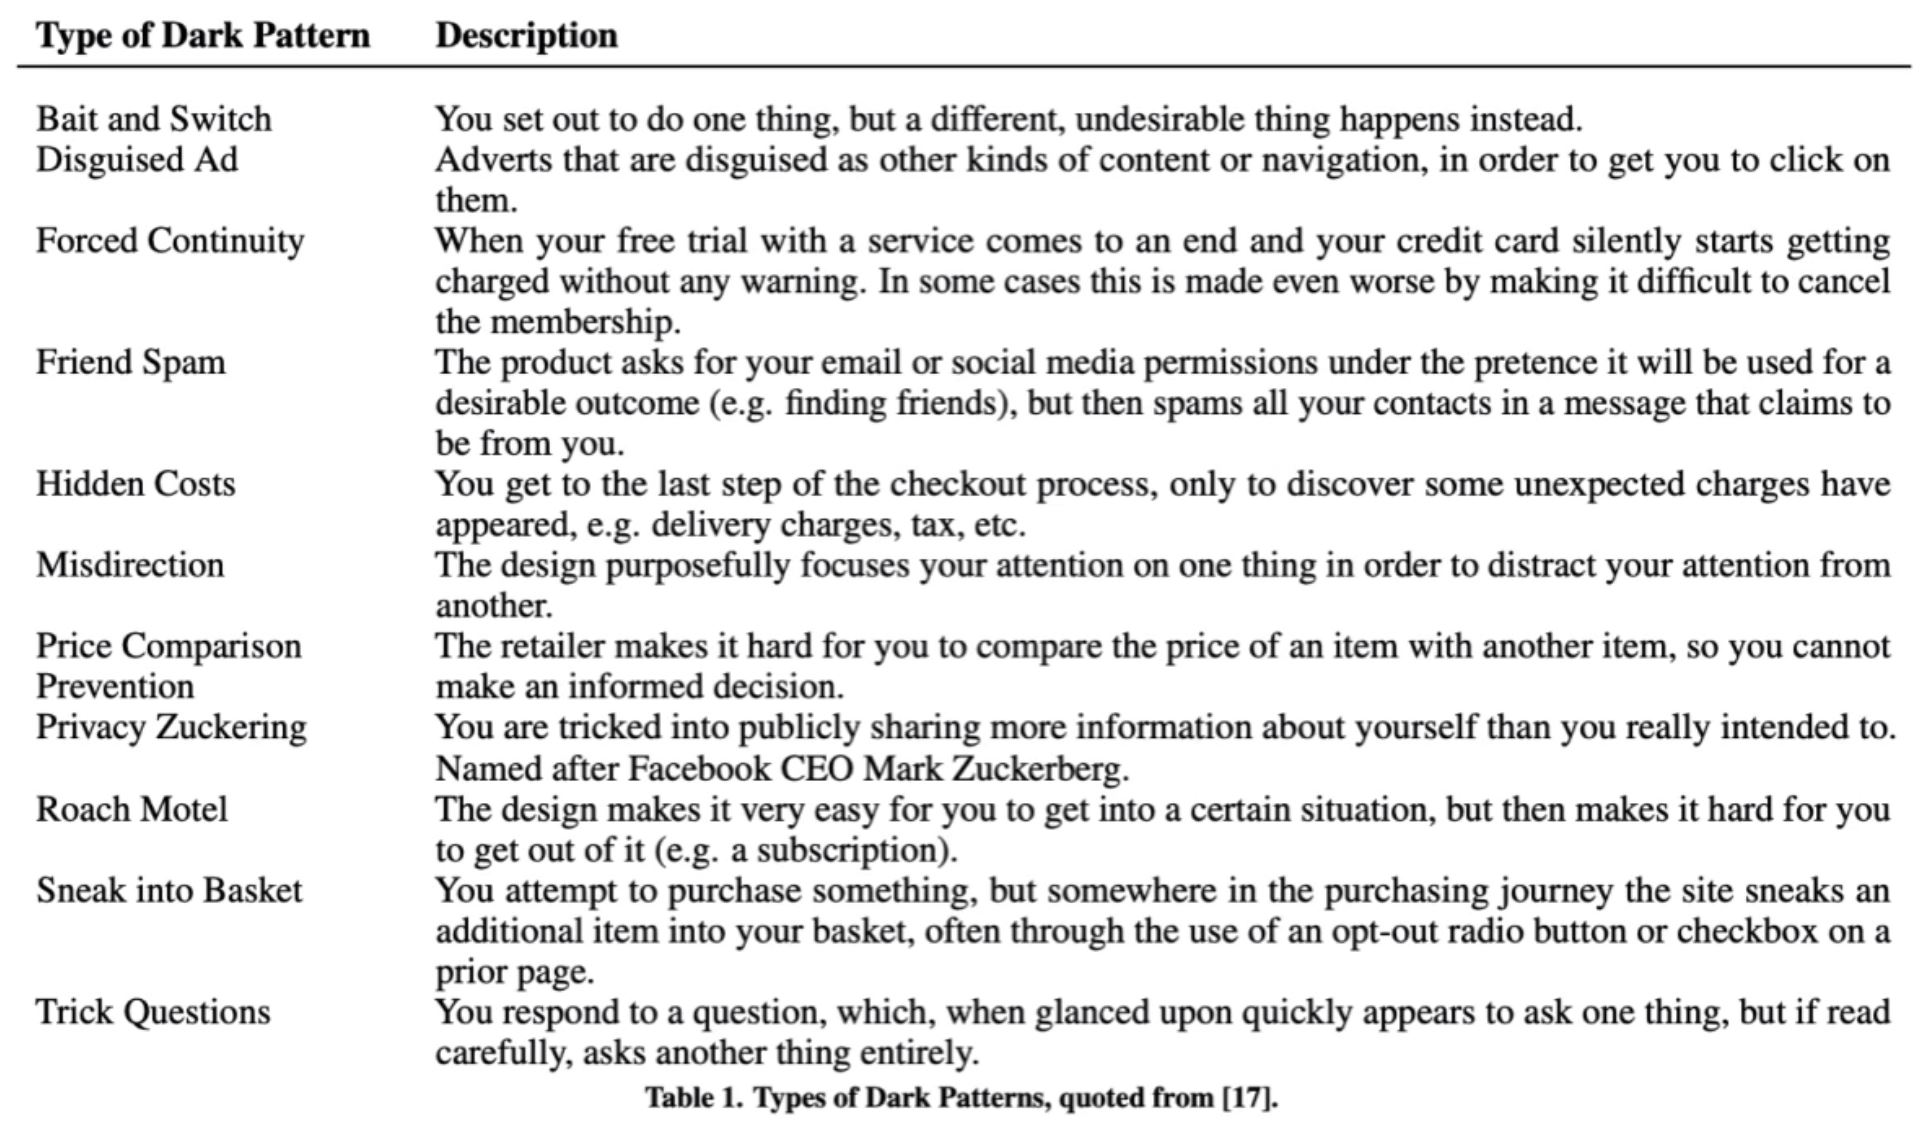 Type of Dark Pattern Description
Bait and Switch You set out to do one thing, but a different, undesirable thing happens instead.
Disguised Ad Adverts that are disguised as other kinds of content or navigation, in order to get you to click on
them.
Forced Continuity When your free trial with a service comes to an end and your credit card silently starts getting
charged without any warning. In some cases this is made even worse by making it difficult to cancel
the membership.
Friend Spam The product asks for your email or social media permissions under the pretence it will be used for a
desirable outcome (e.g. finding friends), but then spams all your contacts in a message that claims to
be from you.
Hidden Costs You get to the last step of the checkout process, only to discover some unexpected charges have
appeared, e.g. delivery charges, tax, etc.
Misdirection The design purposefully focuses your attention on one thing in order to distract your attention from
another.
Price Comparison The retailer makes it hard for you to compare the price of an item with another item, so you cannot
Prevention make an informed decision.
Privacy Zuckering You are tricked into publicly sharing more information about yourself than you really intended to.
Named after Facebook CEO Mark Zuckerberg.
Roach Motel The design makes it very easy for you to get into a certain situation, but then makes it hard for you
to get out of it (e.g. a subscription).
Sneak into Basket You attempt to purchase something, but somewhere in the purchasing journey the site sneaks an
additional item into your basket, often through the use of an opt-out radio button or checkbox on a
prior page.
Trick Questions You respond to a question, which, when glanced upon quickly appears to ask one thing, but if read
carefully, asks another thing entirely.
Table 1. Types of Dark Patterns, quoted from [17].